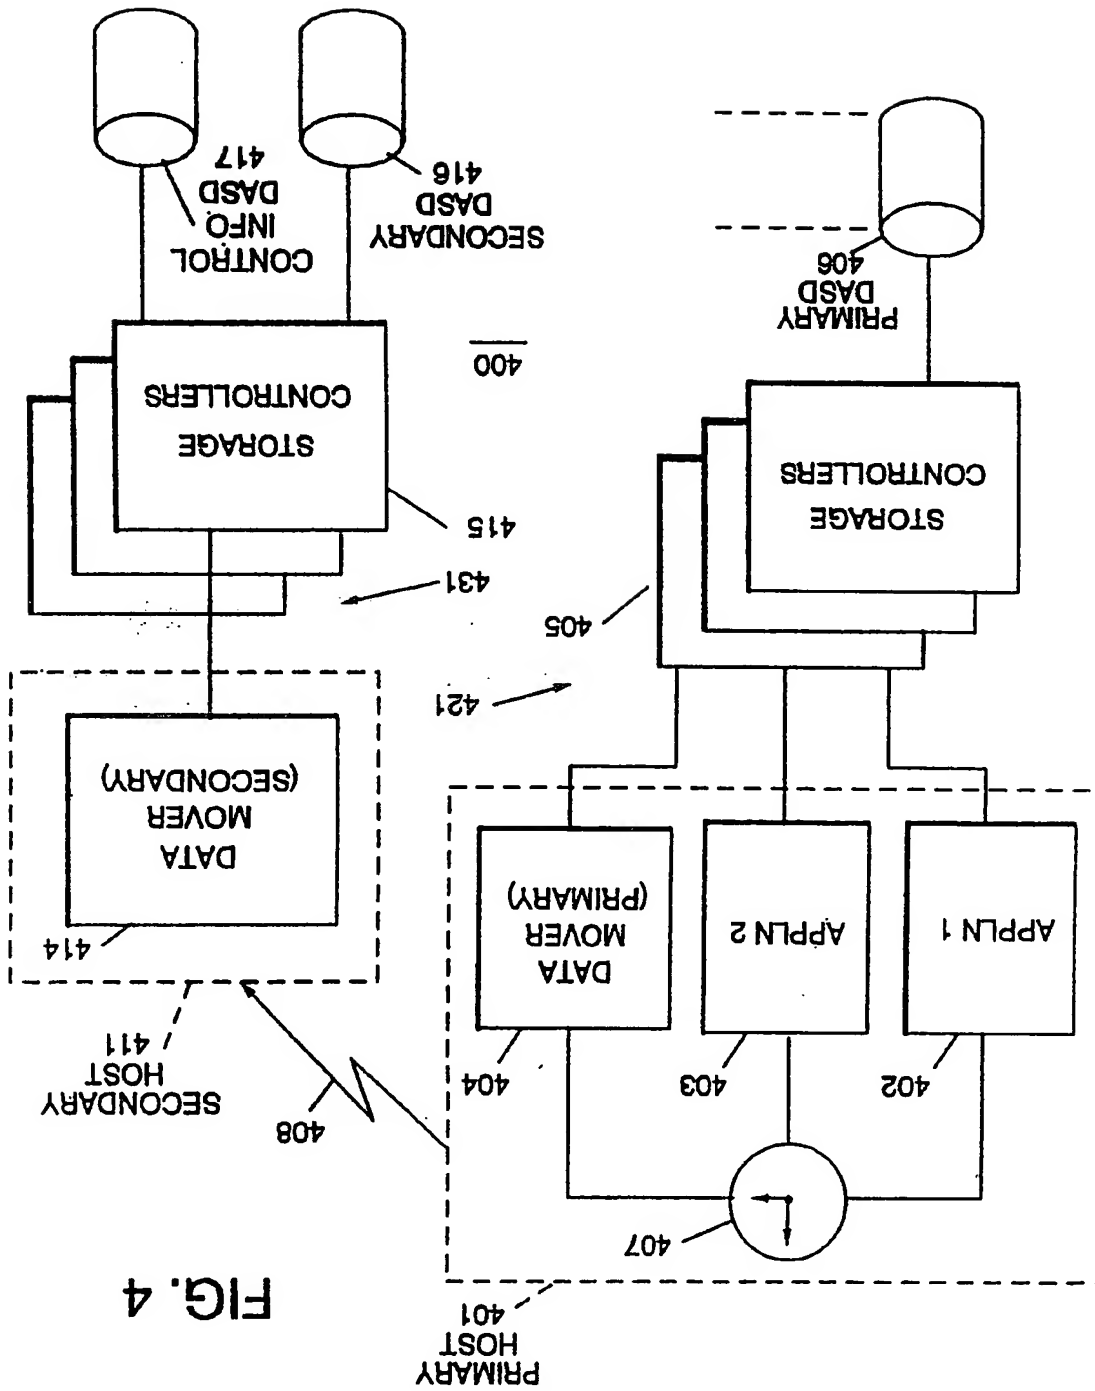 FIG. 4
PRIMARY
HOST
401
407
402
403
404
APPLN 1
APPLN 2
DATA
MOVER
(PRIMARY)
408
SECONDARY
HOST
411
414
DATA
MOVER
(SECONDARY)
421
405
STORAGE
CONTROLLERS
431
415
STORAGE
CONTROLLERS
400
PRIMARY
DASD
406
SECONDARY
DASD
416
CONTROL
INFO
DASD
417